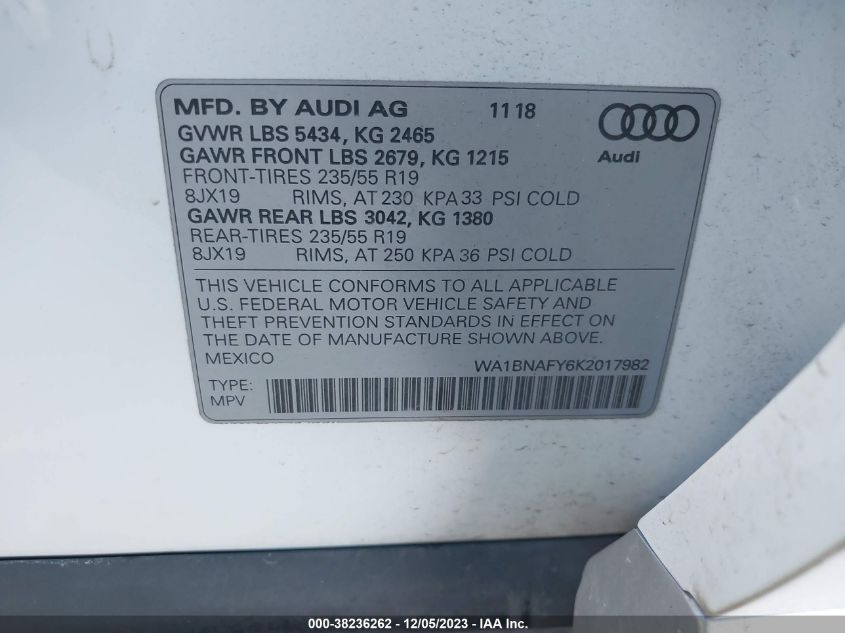 MFD. BY AUDI AG 11 18
GVWR LBS 5434, KG 2465
GAWR FRONT LBS 2679, KG 1215
Audi
FRONT-TIRES 235/55 R19
8JX19 RIMS, AT 230 KPA 33 PSI COLD
GAWR REAR LBS 3042, KG 1380
REAR-TIRES 235/55 R19
8JX19 RIMS, AT 250 KPA 36 PSI COLD
THIS VEHICLE CONFORMS TO ALL APPLICABLE
U.S. FEDERAL MOTOR VEHICLE SAFETY AND
THEFT PREVENTION STANDARDS IN EFFECT ON
THE DATE OF MANUFACTURE SHOWN ABOVE.
MEXICO WA1BNAFY6K2017982
TYPE:
MPV
000-38236262 - 12/05/2023 - IAA Inc.